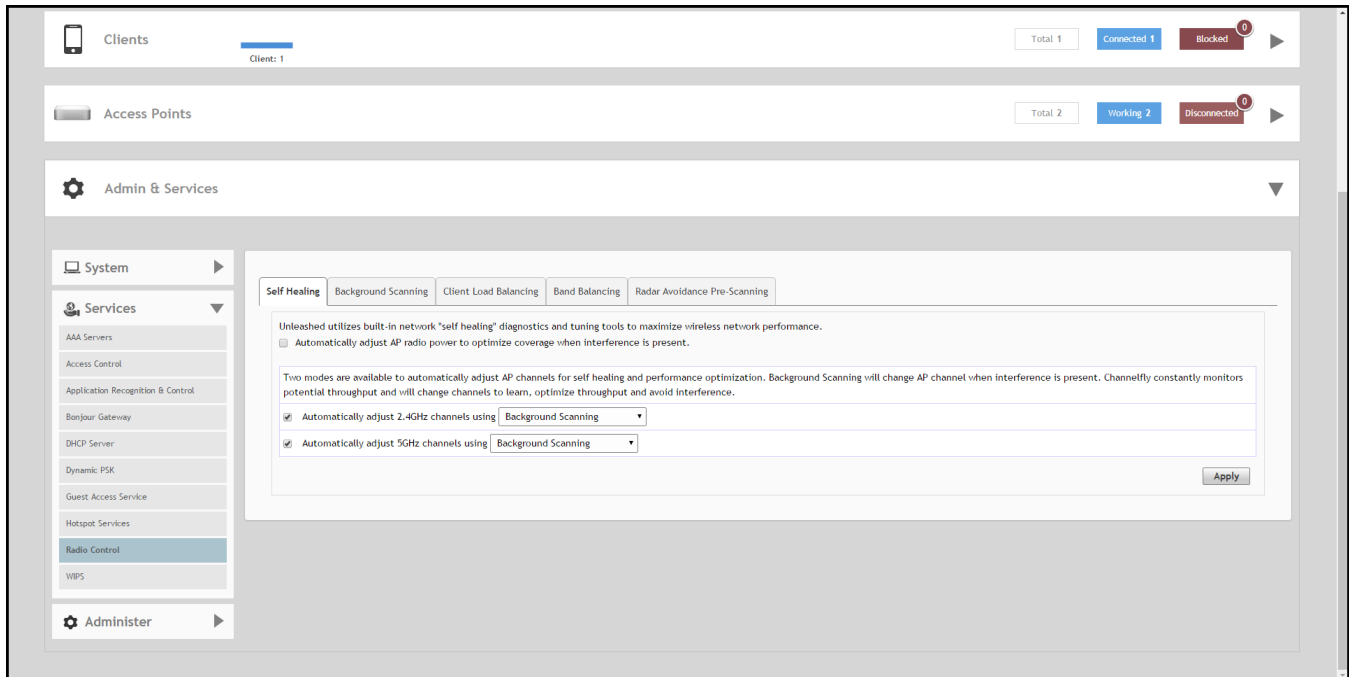 Clients
Client: 1
Total 1
Connected 1
Blocked
0
Access Points
Total 2
Working 2
Disconnected
0
Admin & Services
System
Services
AAA Servers
Access Control
Application Recognition & Control
Bonjour Gateway
DHCP Server
Dynamic PSK
Guest Access Service
Hotspot Services
Radio Control
WIPS
Administer
Self Healing
Background Scanning
Client Load Balancing
Band Balancing
Radar Avoidance Pre-Scanning
Unleashed utilizes built-in network "self healing" diagnostics and tuning tools to maximize wireless network performance.
Automatically adjust AP radio power to optimize coverage when interference is present.
Two modes are available to automatically adjust AP channels for self healing and performance optimization. Background Scanning will change AP channel when interference is present. Channelfly constantly monitors
potential throughput and will change channels to learn, optimize throughput and avoid interference.
Automatically adjust 2.4GHz channels using Background Scanning
Automatically adjust 5GHz channels using Background Scanning
Apply